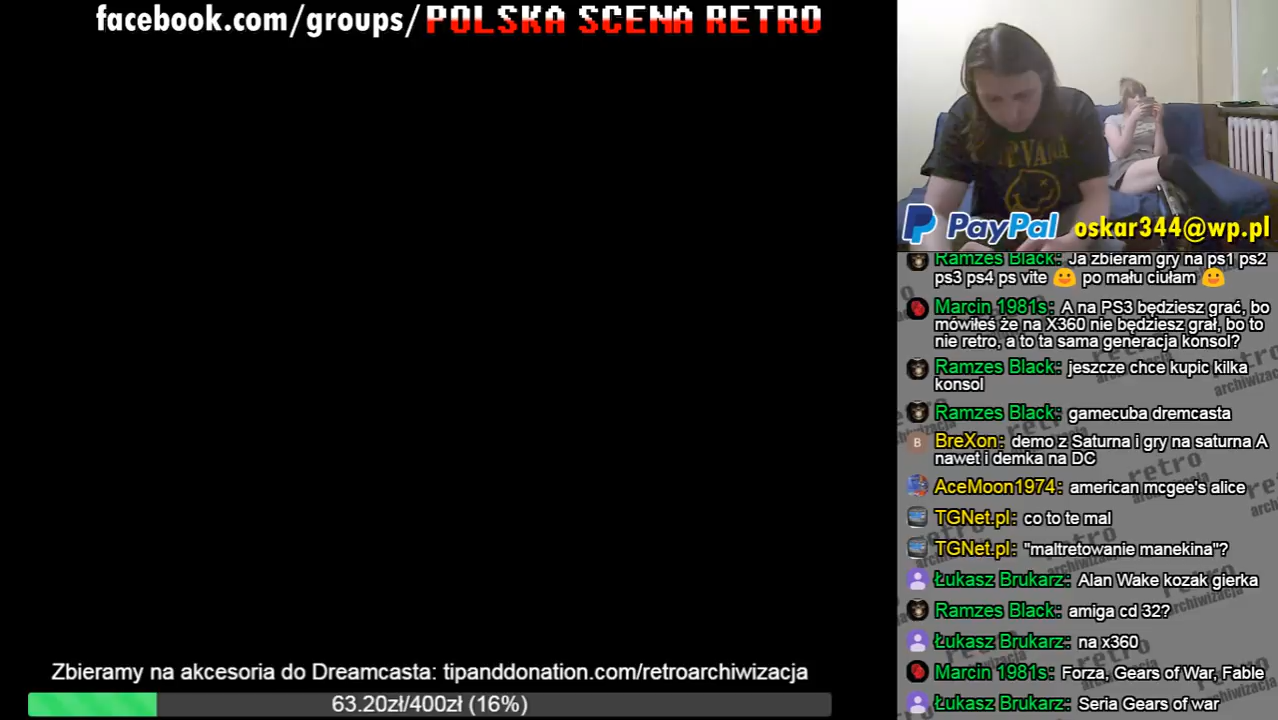 facebook.com/groups/POLSKA SCENA RETRO
NIRVANA
PayPal oskar344@wp.pl
Ramzes Black: Ja zbieram gry na ps1 ps2
ps3 ps4 ps vite po mału ciułam
Marcin 1981s: A na PS3 będziesz grać, bo
mówiłeś że na X360 nie będziesz grał, bo to
nie retro, a to ta sama generacja konsol?
Ramzes Black: jeszcze chce kupic kilka
konsol
Ramzes Black: gamecuba dremcasta
B BreXon: demo z Saturna i gry na saturna A
nawet i demka na DC
AceMoon1974: american mcgee's alice
TGNet.pl: co to te mal
TGNet.pl: "maltretowanie manekina"?
Łukasz Brukarz: Alan Wake kozak gierka
Ramzes Black: amiga cd 32?
Łukasz Brukarz: na x360
Marcin 1981s: Forza, Gears of War, Fable
Łukasz Brukarz: Seria Gears of war
retro
archiwizacja
Zbieramy na akcesoria do Dreamcasta: tipanddonation.com/retroarchiwizacja
63.20zł/400zł (16%)